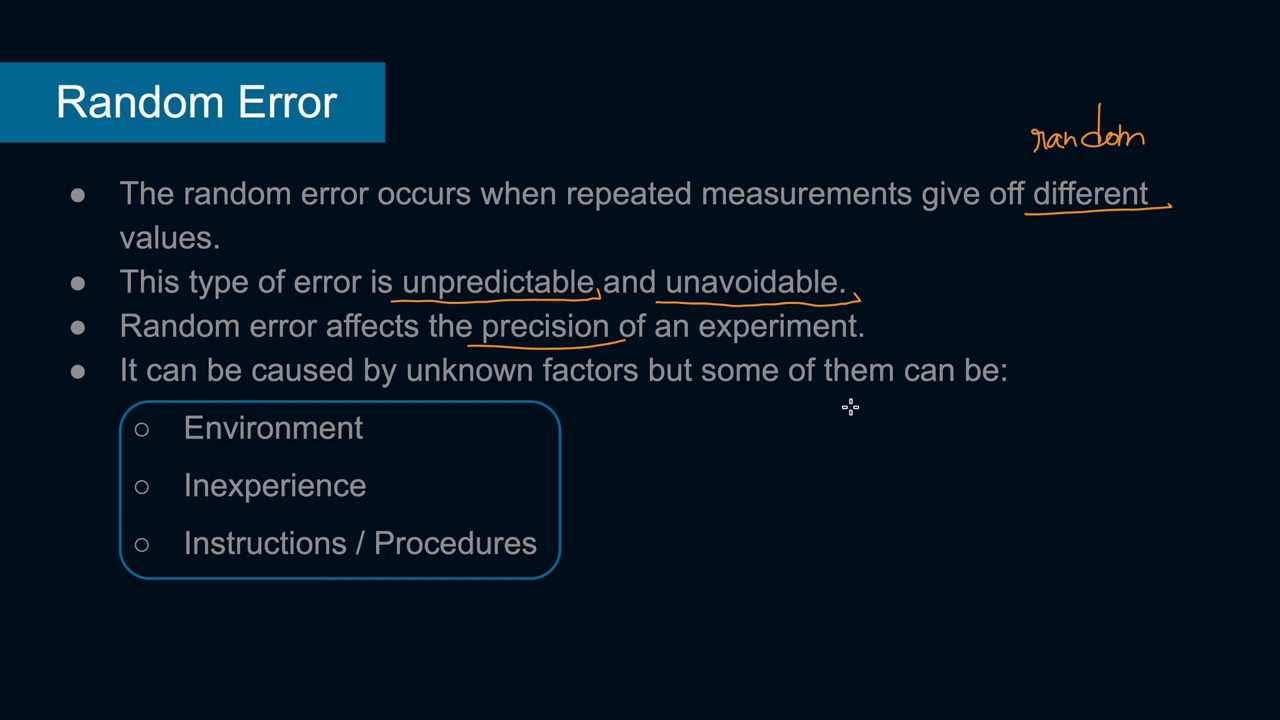 Random Error
random
● The random error occurs when repeated measurements give off different
values.
● This type of error is unpredictable and unavoidable.
● Random error affects the precision of an experiment.
● It can be caused by unknown factors but some of them can be:
○ Environment
○ Inexperience
○ Instructions / Procedures